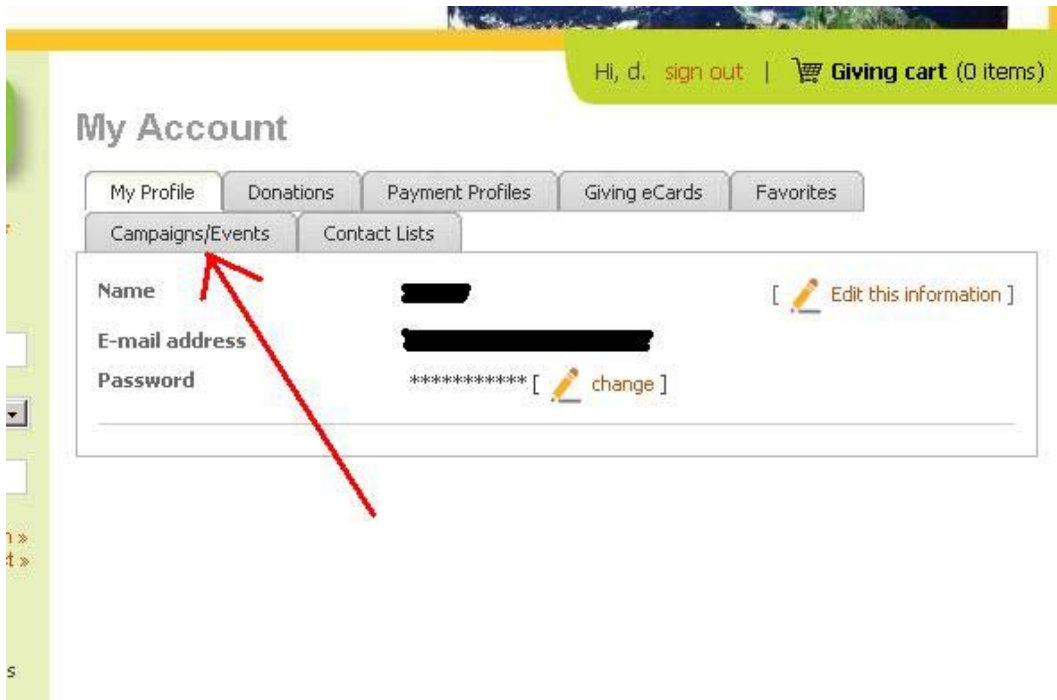 Hi, d. sign out | Giving cart (0 items)
My Account
My Profile Donations Payment Profiles Giving eCards Favorites
Campaigns/Events Contact Lists
Name [ Edit this information ]
E-mail address
Password *********** [ change ]
n »
t »
s